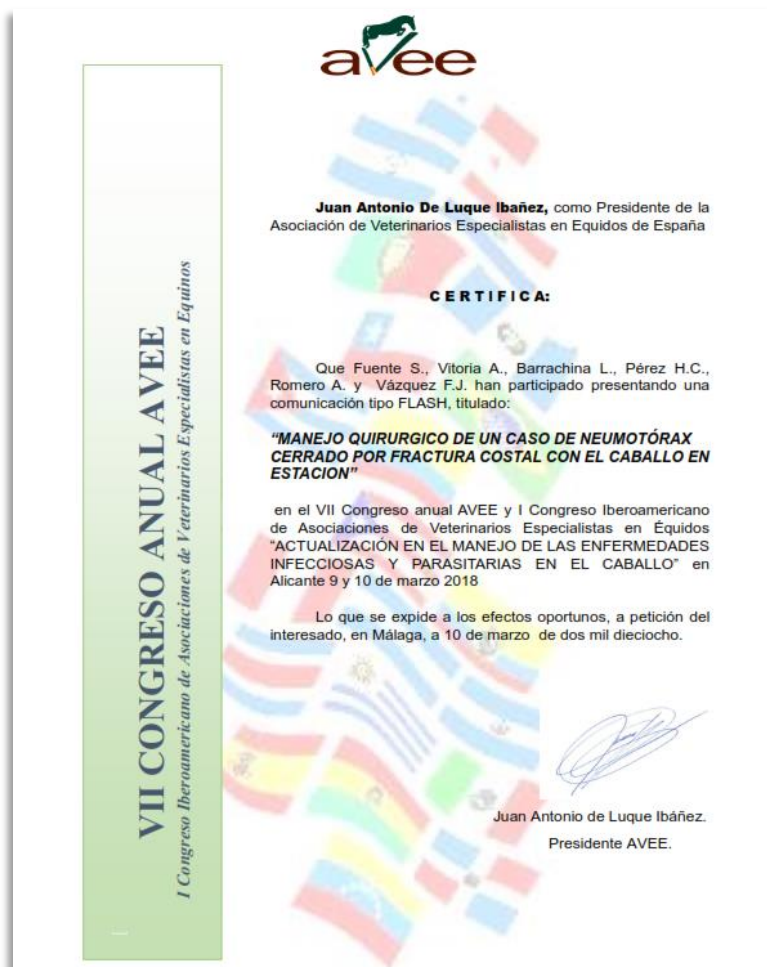 avee
VII CONGRESO ANUAL AVEE
I Congreso Iberoamericano de Asociaciones de Veterinarios Especialistas en Equinos
Juan Antonio De Luque Ibañez, como Presidente de la
Asociación de Veterinarios Especialistas en Equidos de España
C E R T I F I C A:
Que Fuente S., Vitoria A., Barrachina L., Pérez H.C.,
Romero A. y Vázquez F.J. han participado presentando una
comunicación tipo FLASH, titulado:
“MANEJO QUIRURGICO DE UN CASO DE NEUMOTÓRAX
CERRADO POR FRACTURA COSTAL CON EL CABALLO EN
ESTACION”
en el VII Congreso anual AVEE y I Congreso Iberoamericano
de Asociaciones de Veterinarios Especialistas en Équidos
“ACTUALIZACIÓN EN EL MANEJO DE LAS ENFERMEDADES
INFECCIOSAS Y PARASITARIAS EN EL CABALLO” en
Alicante 9 y 10 de marzo 2018
Lo que se expide a los efectos oportunos, a petición del
interesado, en Málaga, a 10 de marzo de dos mil dieciocho.
Juan Antonio de Luque Ibáñez.
Presidente AVEE.